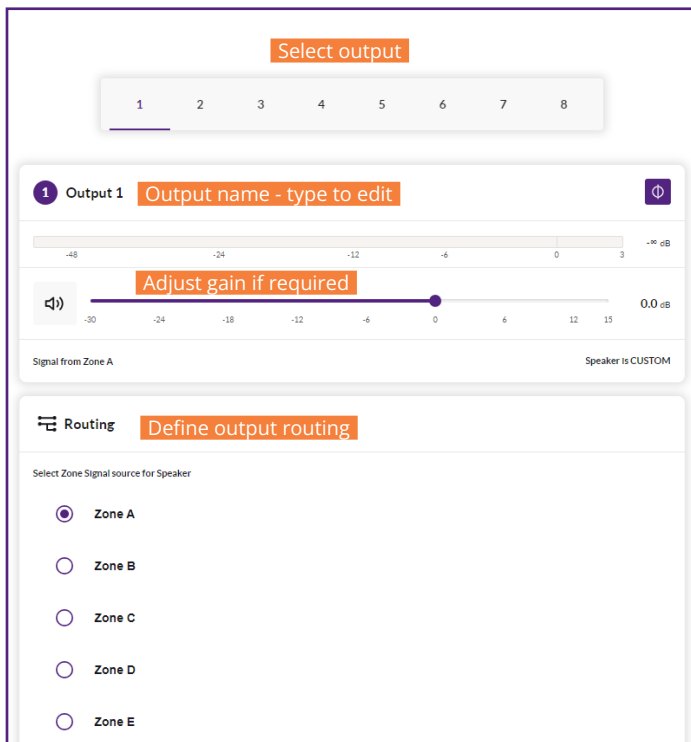 Select output
1 2 3 4 5 6 7 8
1 Output 1 Output name - type to edit
-∞ dB
-48 -24 -12 -6 0 3
Adjust gain if required
0.0 dB
-30 -24 -18 -12 -6 0 6 12 15
Signal from Zone A Speaker is CUSTOM
Routing Define output routing
Select Zone Signal source for Speaker
Zone A
Zone B
Zone C
Zone D
Zone E